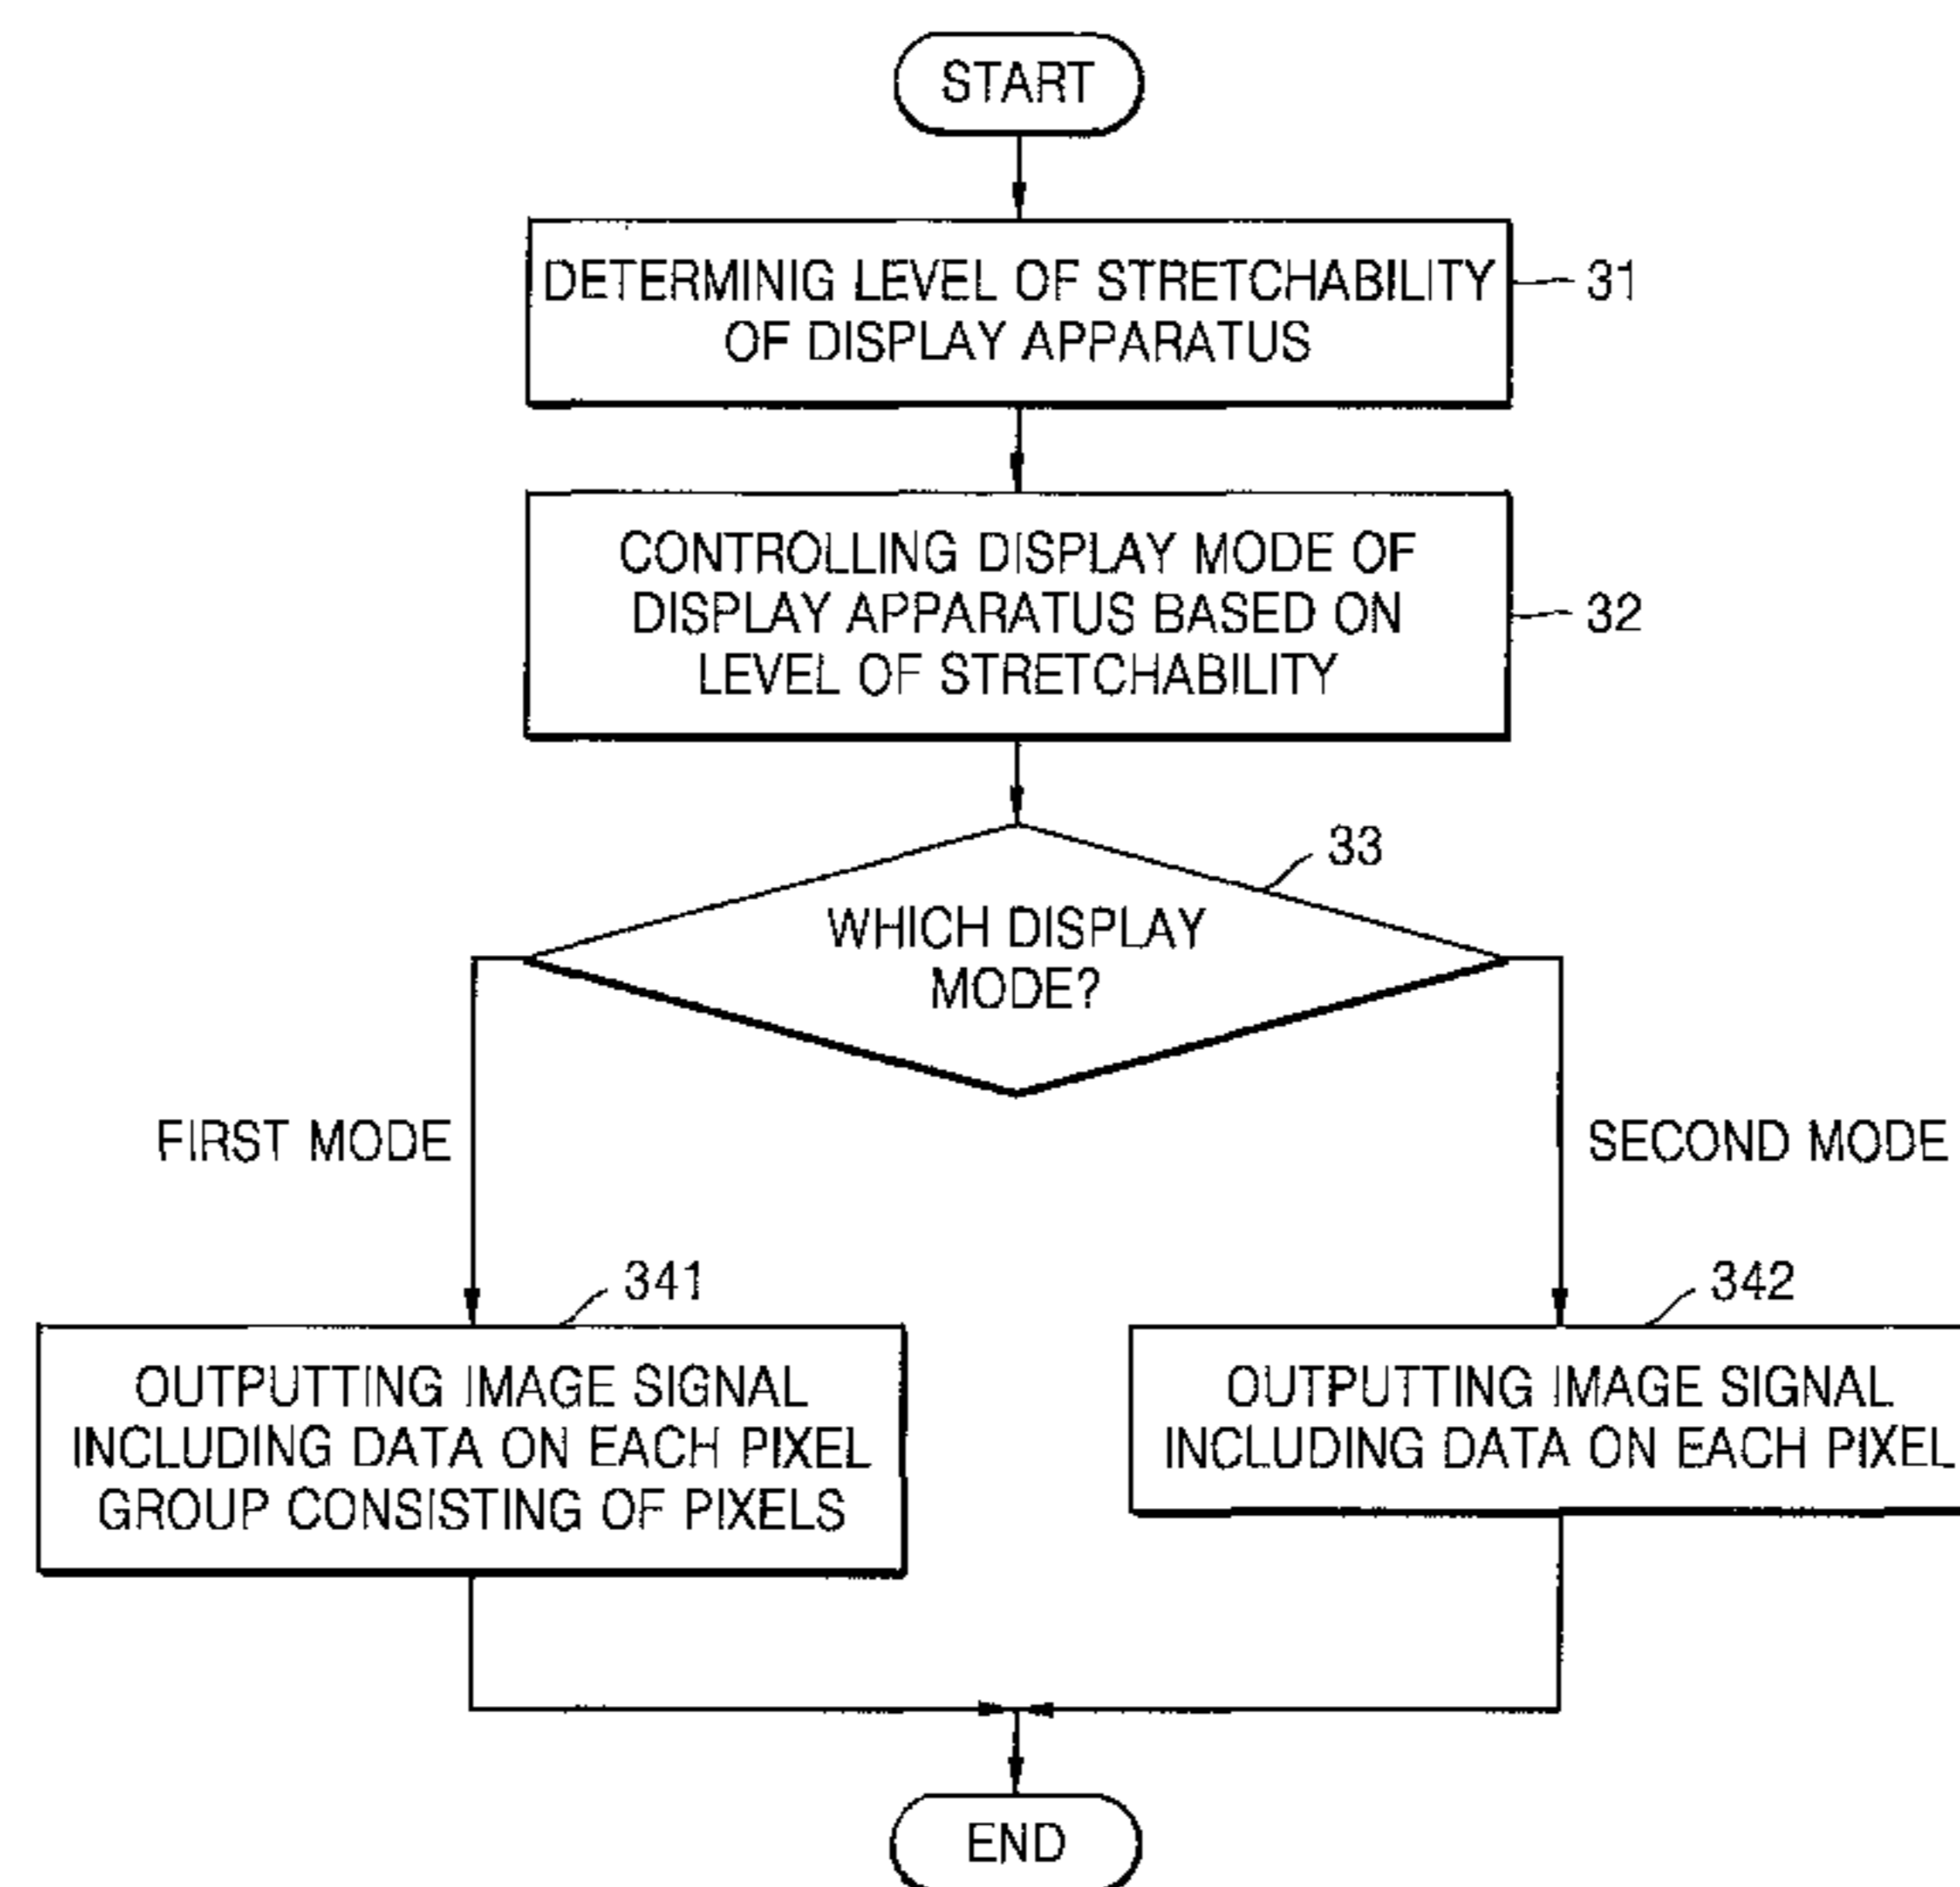 START
DETERMINIG LEVEL OF STRETCHABILITY
OF DISPLAY APPARATUS
31
CONTROLLING DISPLAY MODE OF
DISPLAY APPARATUS BASED ON
LEVEL OF STRETCHABILITY
32
33
WHICH DISPLAY
MODE?
FIRST MODE
SECOND MODE
341
OUTPUTTING IMAGE SIGNAL
INCLUDING DATA ON EACH PIXEL
GROUP CONSISTING OF PIXELS
342
OUTPUTTING IMAGE SIGNAL
INCLUDING DATA ON EACH PIXEL
END